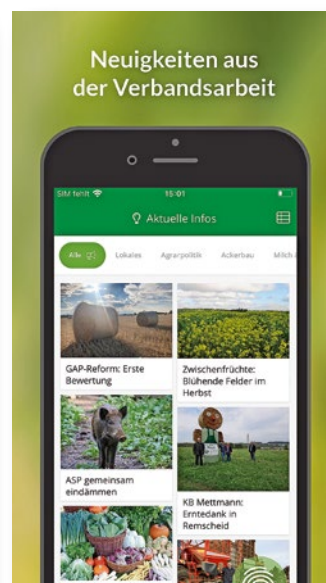 Neuigkeiten aus
der Verbandsarbeit
SIM fehlt
15:01
Aktuelle Infos
Alle
Lokales
Agrarpolitik
Ackerbau
Milch
GAP-Reform: Erste
Bewertung
Zwischenfrüchte:
Blühende Felder im
Herbst
ASP gemeinsam
eindämmen
KB Mettmann:
Erntedank in
Remscheid